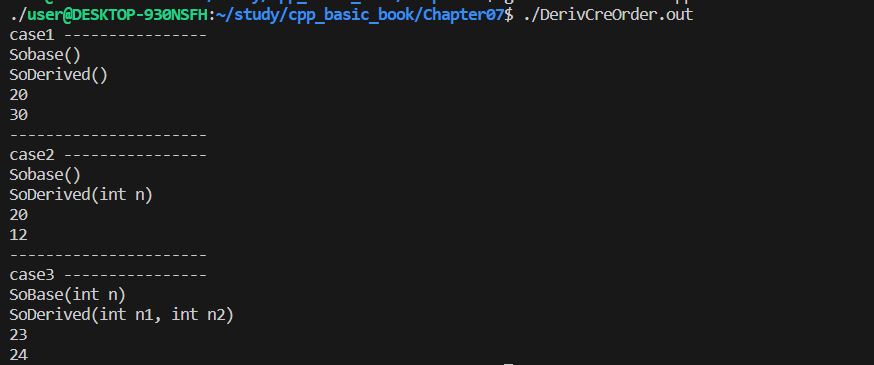 ./user@DESKTOP-930NSFH:~/study/cpp_basic_book/Chapter07$ ./DerivCreOrder.out
case1 ----------------
Sobase()
SoDerived()
20
30
----------------------
case2 ----------------
Sobase()
SoDerived(int n)
20
12
----------------------
case3 ----------------
SoBase(int n)
SoDerived(int n1, int n2)
23
24